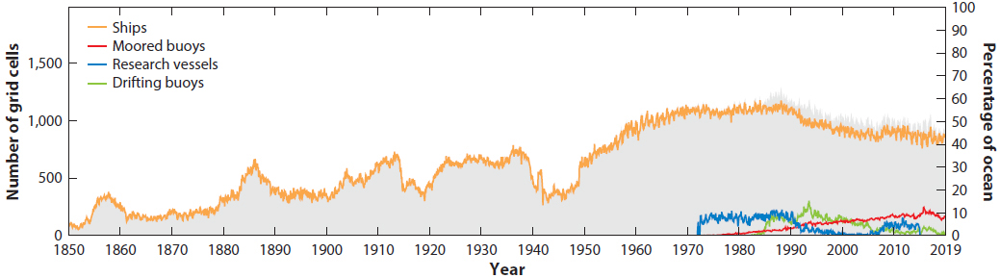 Ships
Moored buoys
Research vessels
Drifting buoys
Number of grid cells
1,500
1,000
500
0
100
90
80
70
60
50
40
30
20
10
0
Percentage of ocean
1850 1860 1870 1880 1890 1900 1910 1920 1930 1940 1950 1960 1970 1980 1990 2000 2010 2019
Year